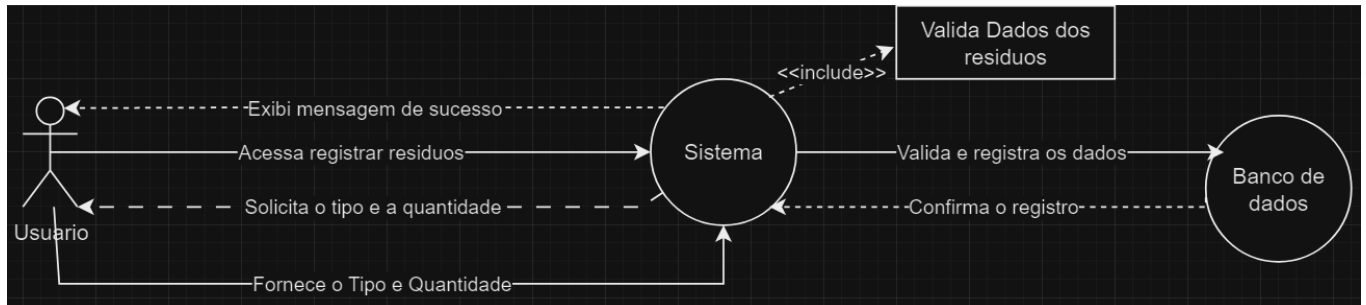 Valida Dados dos
residuos
<<include>>
Exibi mensagem de sucesso
Acessa registrar residuos
Sistema
Valida e registra os dados
Banco de
dados
Solicita o tipo e a quantidade
Confirma o registro
Usuario
Fornece o Tipo e Quantidade